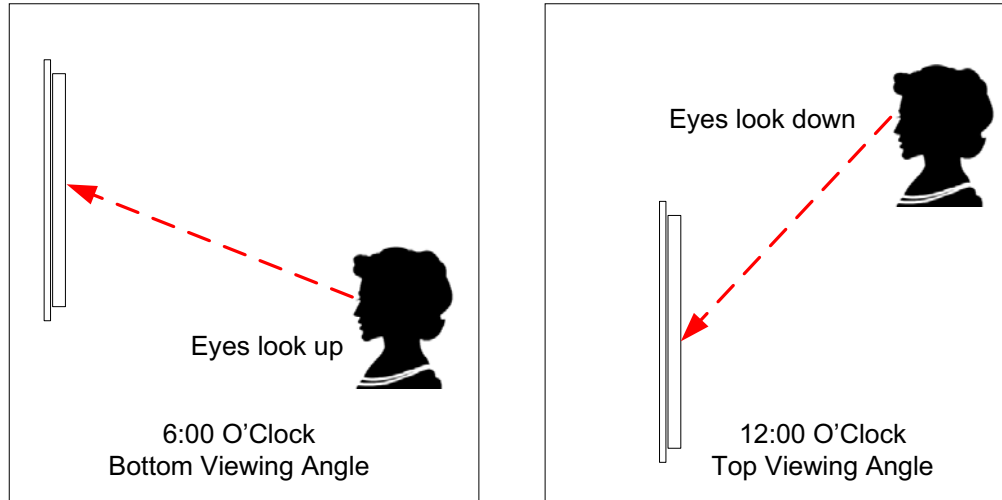 Eyes look up
6:00 O’Clock
Bottom Viewing Angle
Eyes look down
12:00 O’Clock
Top Viewing Angle